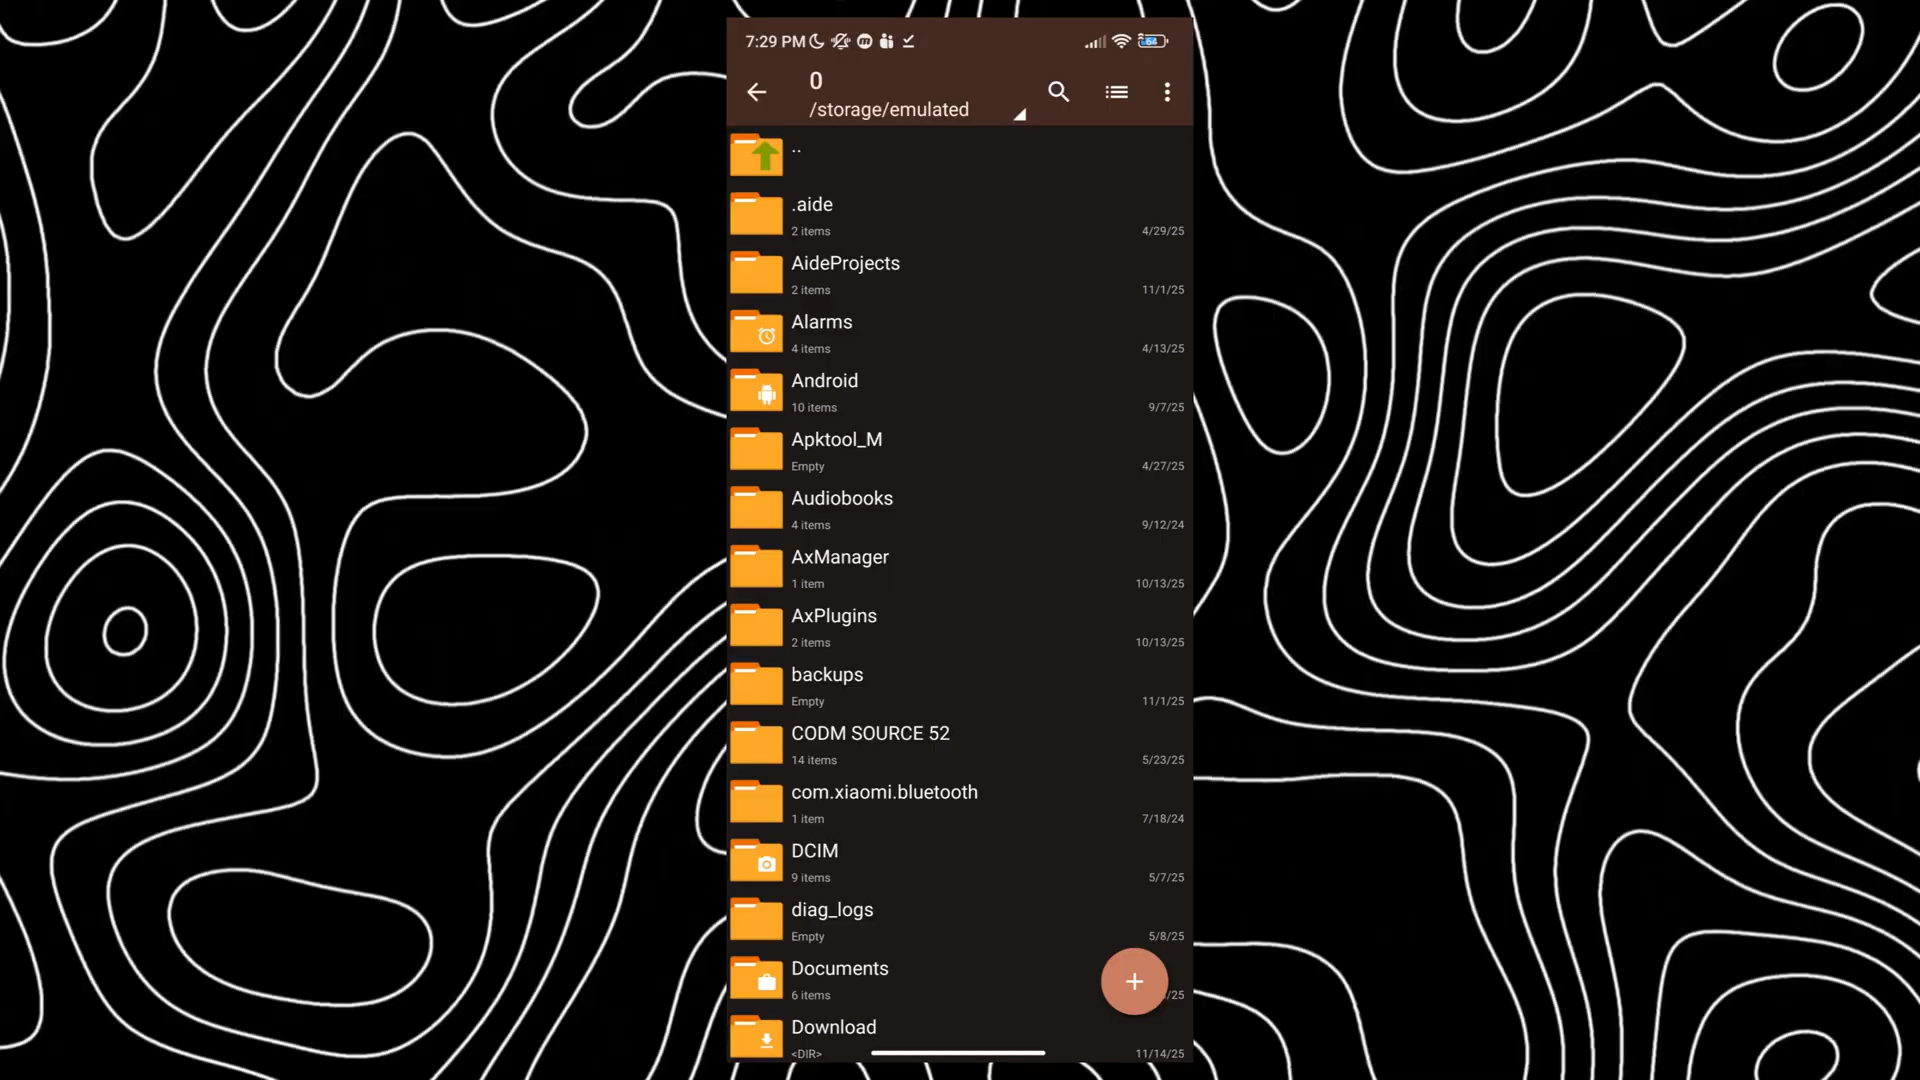 7:29 PM
64
0
/storage/emulated
..
.aide
2 items 4/29/25
AideProjects
2 items 11/1/25
Alarms
4 items 4/13/25
Android
10 items 9/7/25
Apktool_M
Empty 4/27/25
Audiobooks
4 items 9/12/24
AxManager
1 item 10/13/25
AxPlugins
2 items 10/13/25
backups
Empty 11/1/25
CODM SOURCE 52
14 items 5/23/25
com.xiaomi.bluetooth
1 item 7/18/24
DCIM
9 items 5/7/25
diag_logs
Empty 5/8/25
Documents
6 items /25
Download
<DIR> 11/14/25